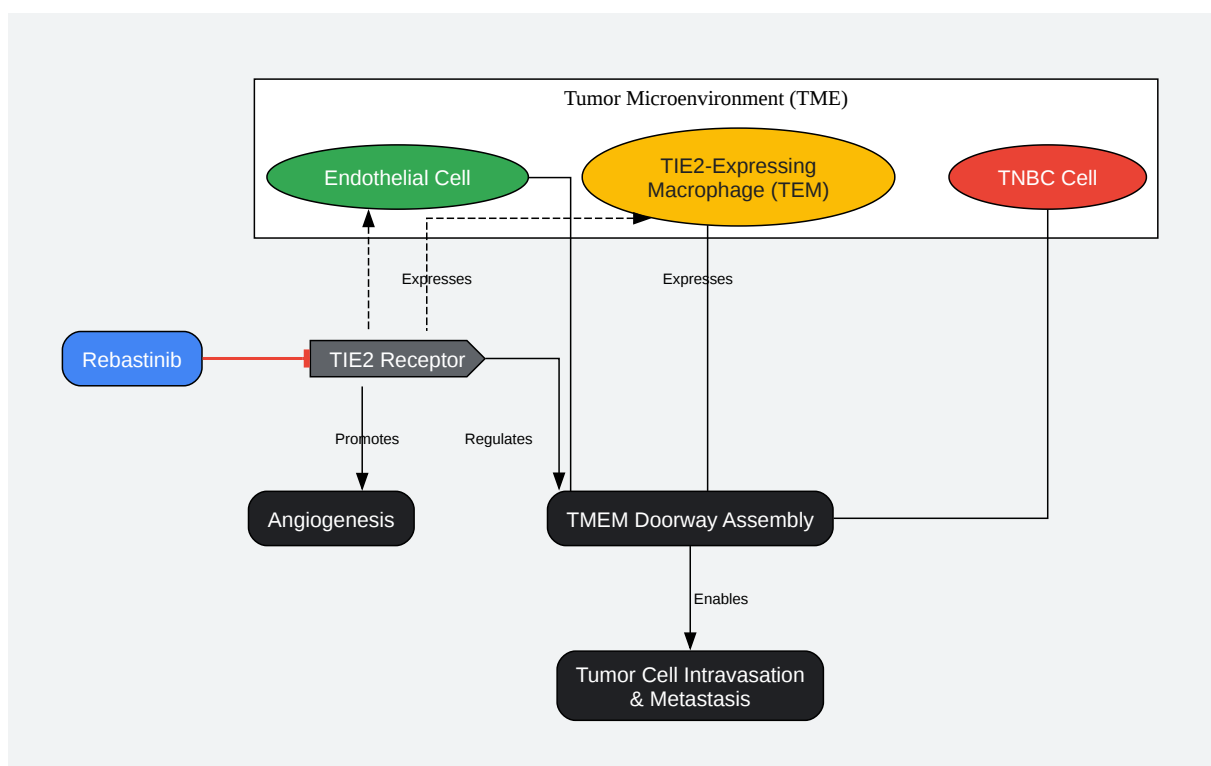 Tumor Microenvironment (TME)
Endothelial Cell
TIE2-Expressing
Macrophage (TEM)
TNBC Cell
Expresses
Expresses
Rebastinib
TIE2 Receptor
Promotes
Regulates
Angiogenesis
TMEM Doorway Assembly
Enables
Tumor Cell Intravasation
& Metastasis